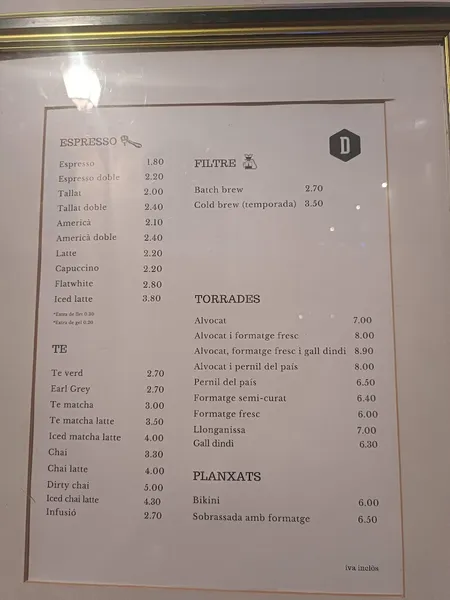 ESPRESSO
Espresso 1.80
Espresso doble 2.20
Tallat 2.00
Tallat doble 2.40
Americà 2.10
Americà doble 2.40
Latte 2.20
Capuccino 2.20
Flatwhite 2.80
Iced latte 3.80
*Extra de gel 0.20
TE
Te verd 2.70
Earl Grey 2.70
Te matcha 3.00
Te matcha latte 3.50
Iced matcha latte 4.00
Chai 3.30
Chai latte 4.00
Dirty chai 5.00
Iced chai latte 4.30
Infusió 2.70
D
FILTRE
Batch brew 2.70
Cold brew (temporada) 3.50
TORRADES
Alvocat 7.00
Alvocat i formatge fresc 8.00
Alvocat, formatge fresc i gall dindi 8.90
Alvocat i pernil del país 8.00
Pernil del país 6.50
Formatge semi-curat 6.40
Formatge fresc 6.00
Llonganissa 7.00
Gall dindi 6.30
PLANXATS
Bikini 6.00
Sobrassada amb formatge 6.50
iva inclòs